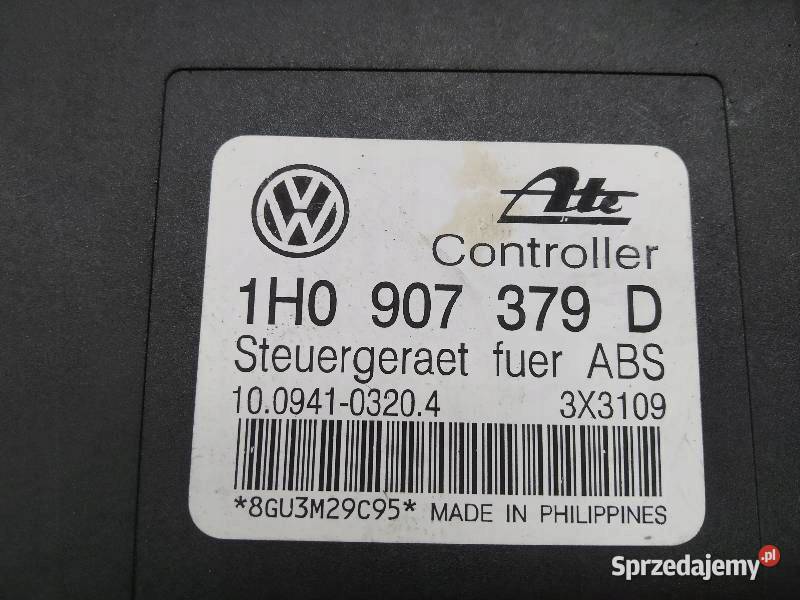 VW
Ate
Controller
1H0 907 379 D
Steuergeraet fuer ABS
10.0941-0320.4 3X3109
*8GU3M29C95* MADE IN PHILIPPINES
Sprzedajemy.pl